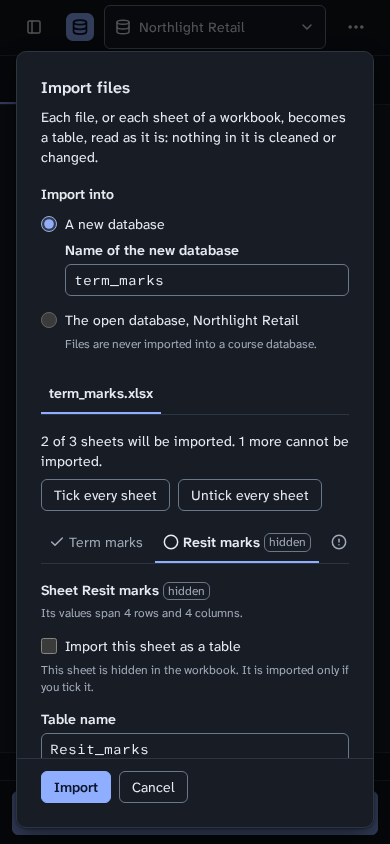 Northlight Retail
Import files
Each file, or each sheet of a workbook, becomes
a table, read as it is: nothing in it is cleaned or
changed.
Import into
A new database
Name of the new database
term_marks
The open database, Northlight Retail
Files are never imported into a course database.
term_marks.xlsx
2 of 3 sheets will be imported. 1 more cannot be
imported.
Tick every sheet Untick every sheet
Term marks Resit marks hidden
Sheet Resit marks hidden
Its values span 4 rows and 4 columns.
Import this sheet as a table
This sheet is hidden in the workbook. It is imported only if
you tick it.
Table name
Resit_marks
Import Cancel